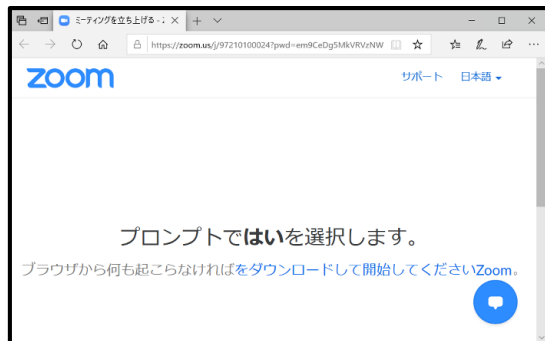 ミーティングを立ち上げる - Z
https://zoom.us/j/97210100024?pwd=em9CeDg5MkVRVzNW
zoom
サポート 日本語
プロンプトではいを選択します。
ブラウザから何も起こらなければをダウンロードして開始してくださいZoom。